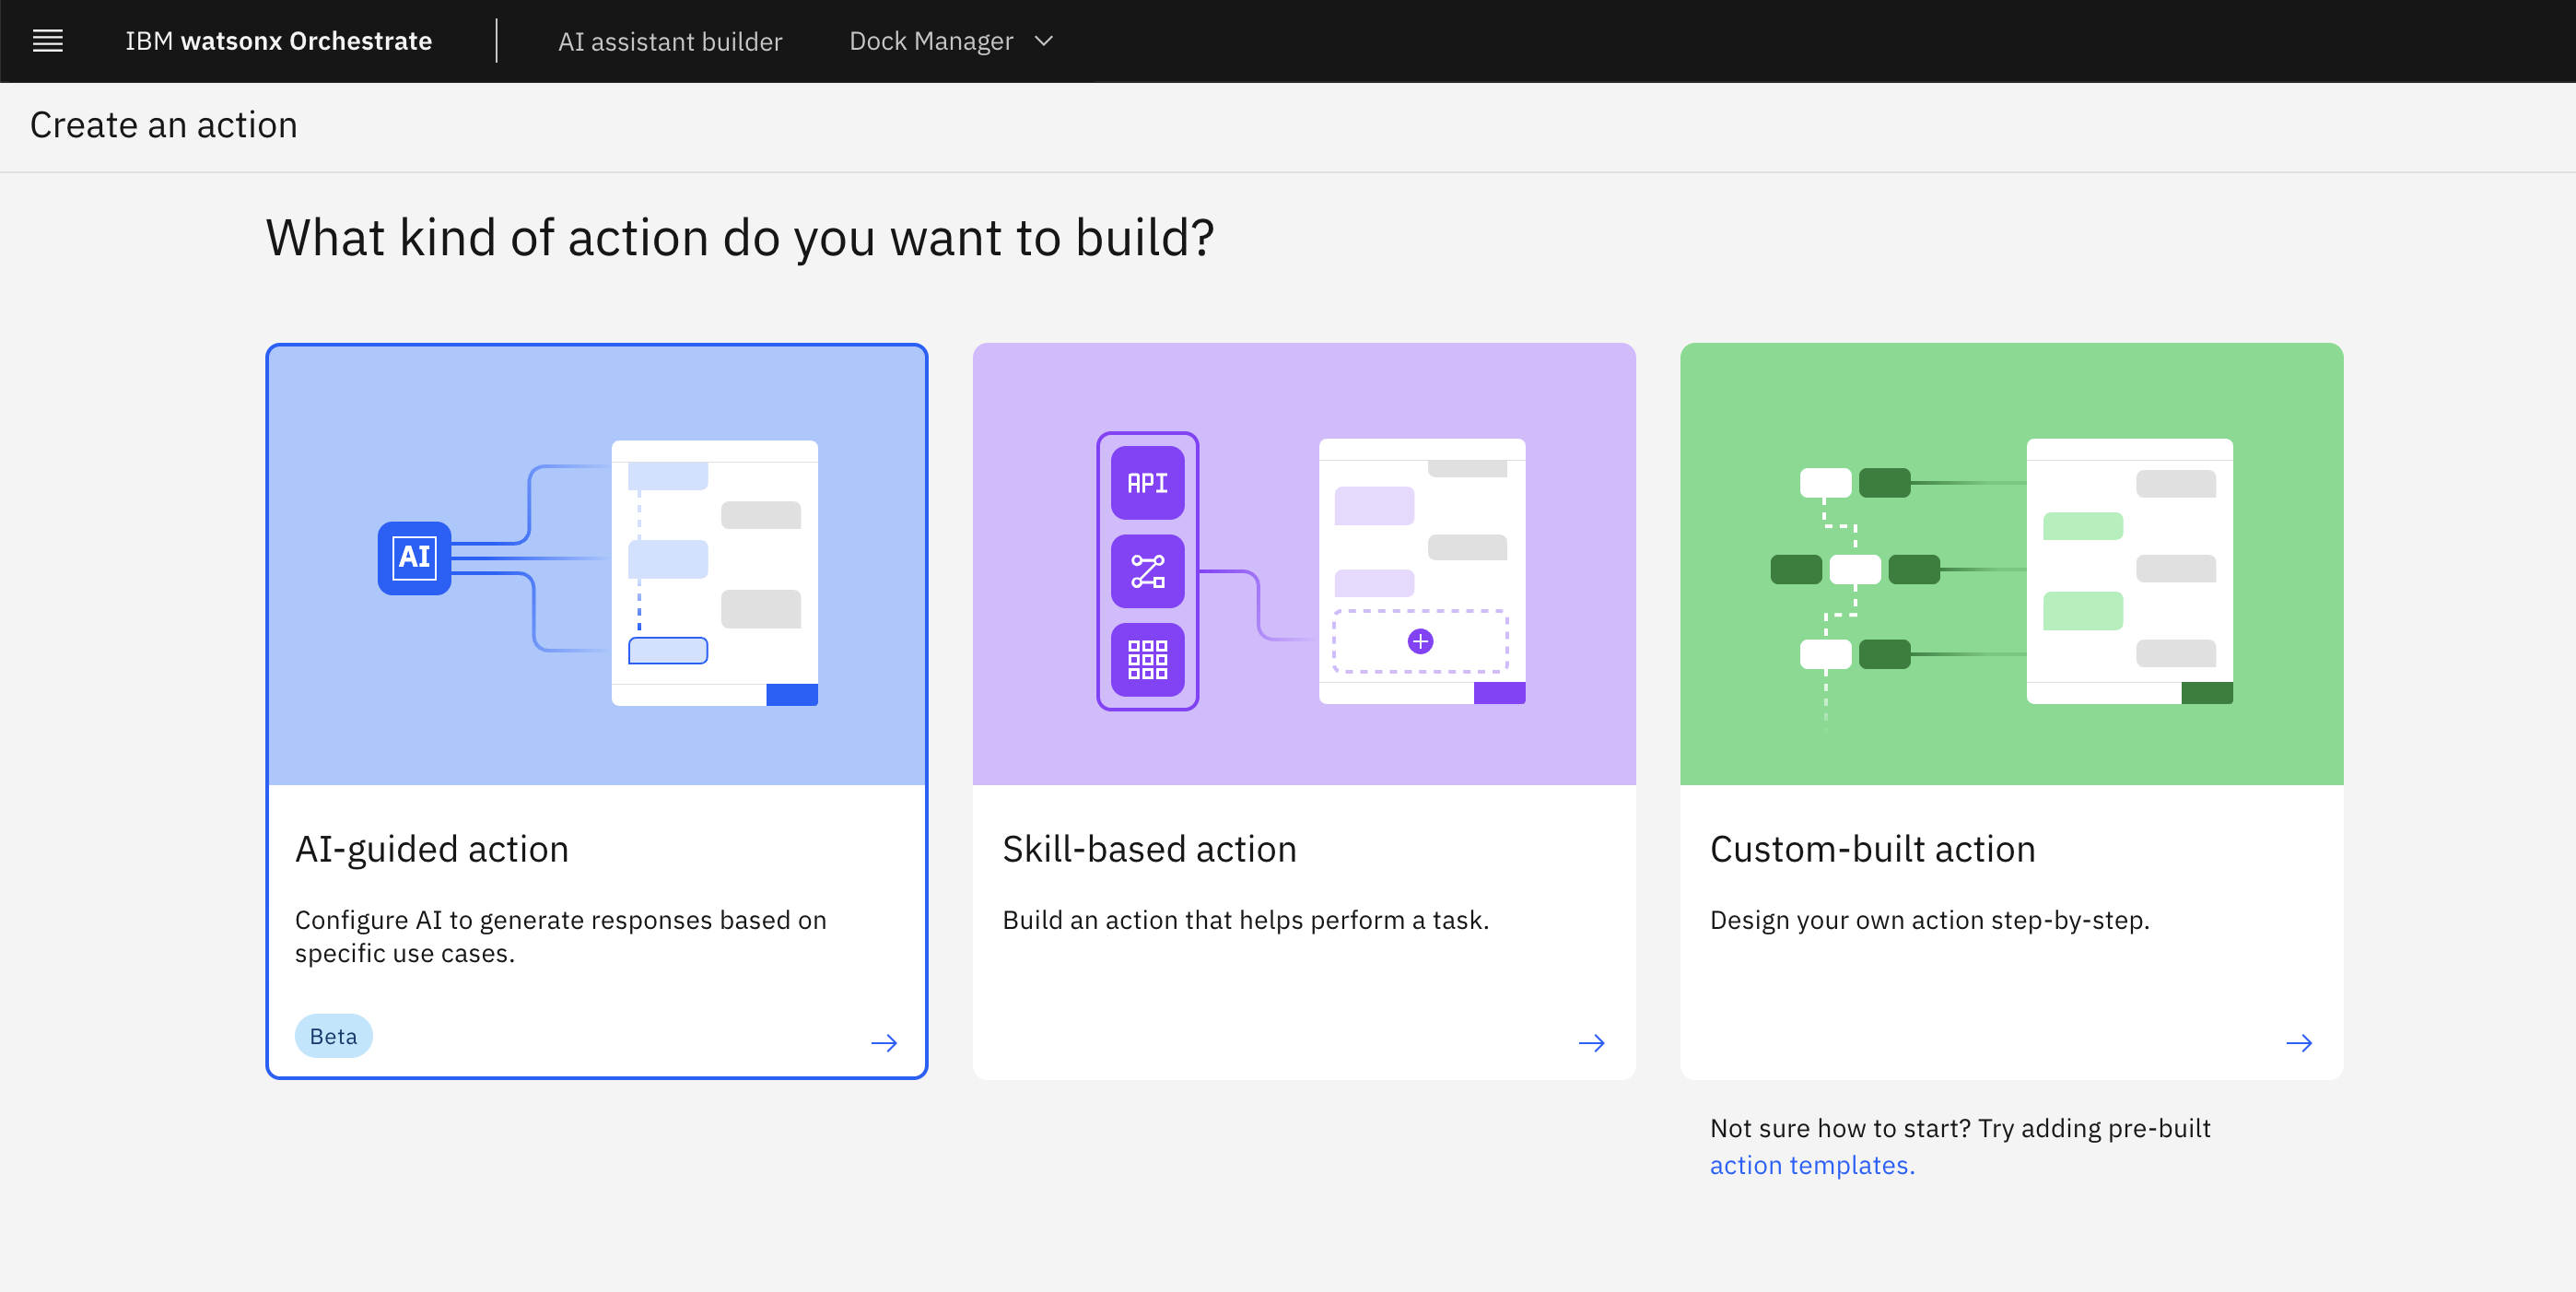 IBM watsonx Orchestrate
AI assistant builder
Dock Manager
Create an action
What kind of action do you want to build?
AI
AI-guided action
Configure AI to generate responses based on
specific use cases.
Beta
API
Skill-based action
Build an action that helps perform a task.
Custom-built action
Design your own action step-by-step.
Not sure how to start? Try adding pre-built
action templates.